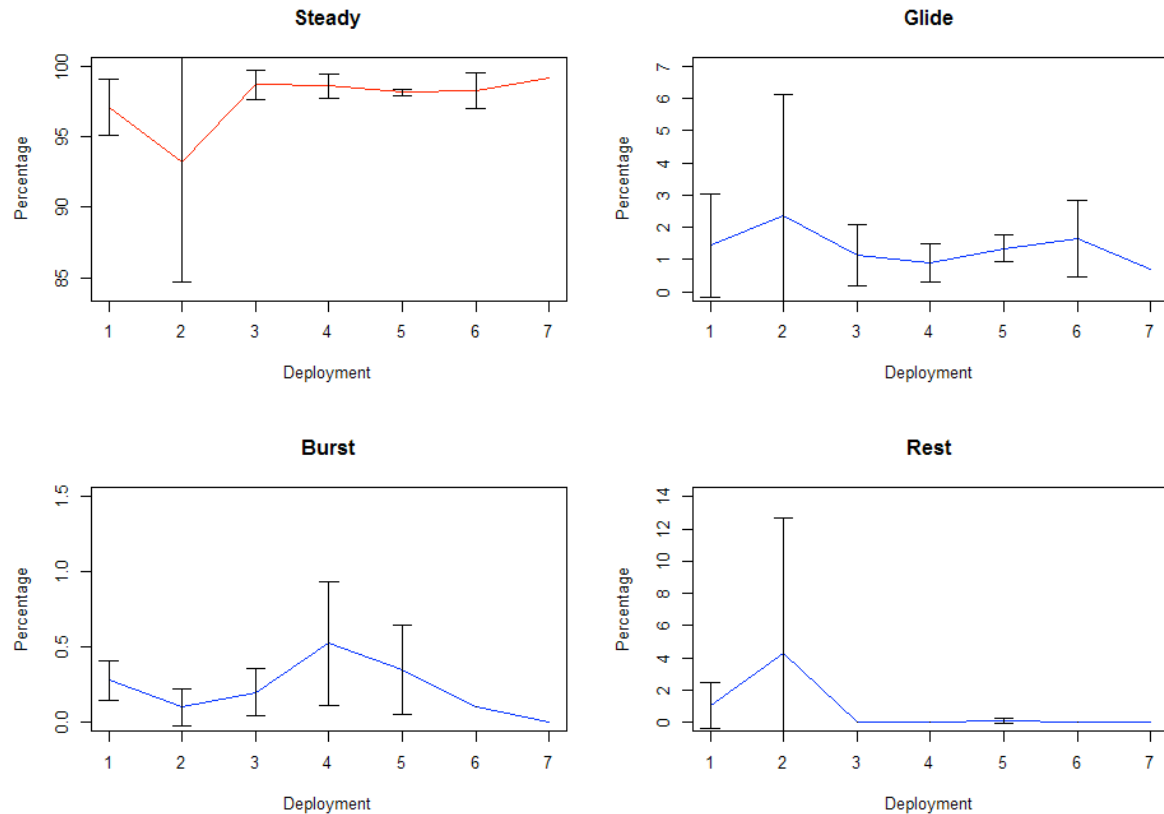 Steady
Percentage
85 90 95 100
1 2 3 4 5 6 7
Deployment
Glide
Percentage
0 1 2 3 4 5 6 7
1 2 3 4 5 6 7
Deployment
Burst
Percentage
0.0 0.5 1.0 1.5
1 2 3 4 5 6 7
Deployment
Rest
Percentage
0 2 4 6 8 10 12 14
1 2 3 4 5 6 7
Deployment